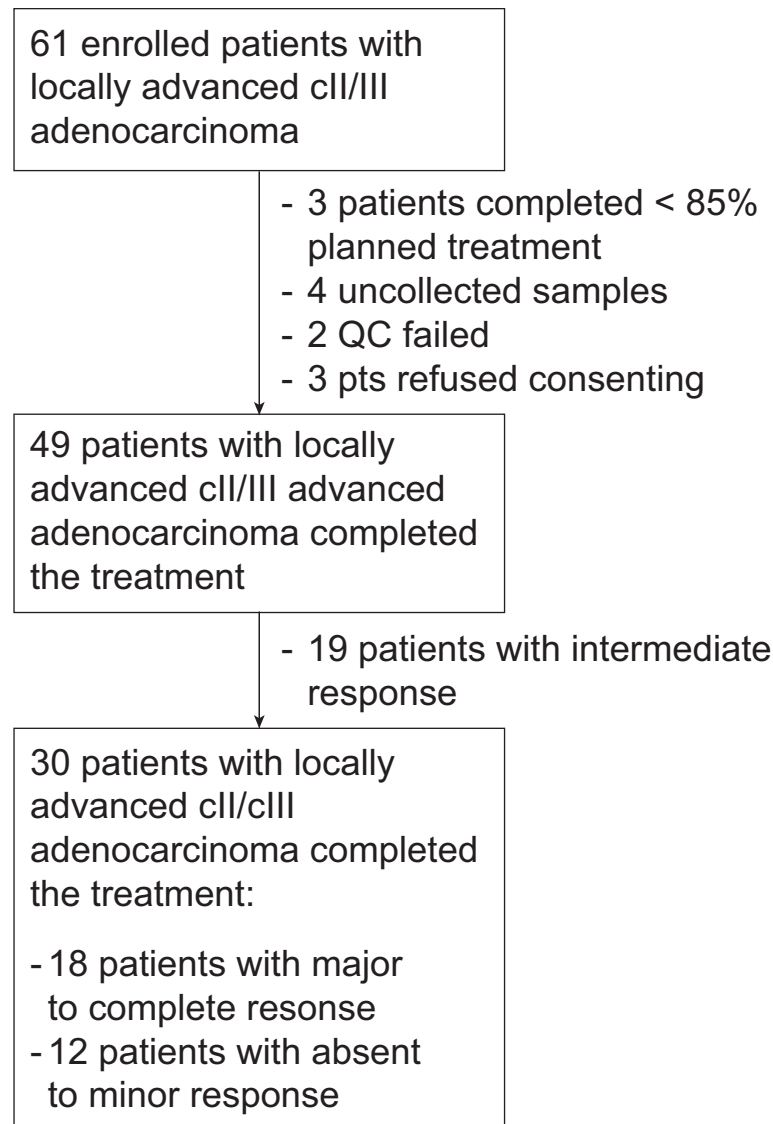 61 enrolled patients with
locally advanced cII/III
adenocarcinoma
- 3 patients completed < 85%
planned treatment
- 4 uncollected samples
- 2 QC failed
- 3 pts refused consenting
49 patients with locally
advanced cII/III advanced
adenocarcinoma completed
the treatment
- 19 patients with intermediate
response
30 patients with locally
advanced cII/cIII
adenocarcinoma completed
the treatment:
- 18 patients with major
to complete resonse
- 12 patients with absent
to minor response